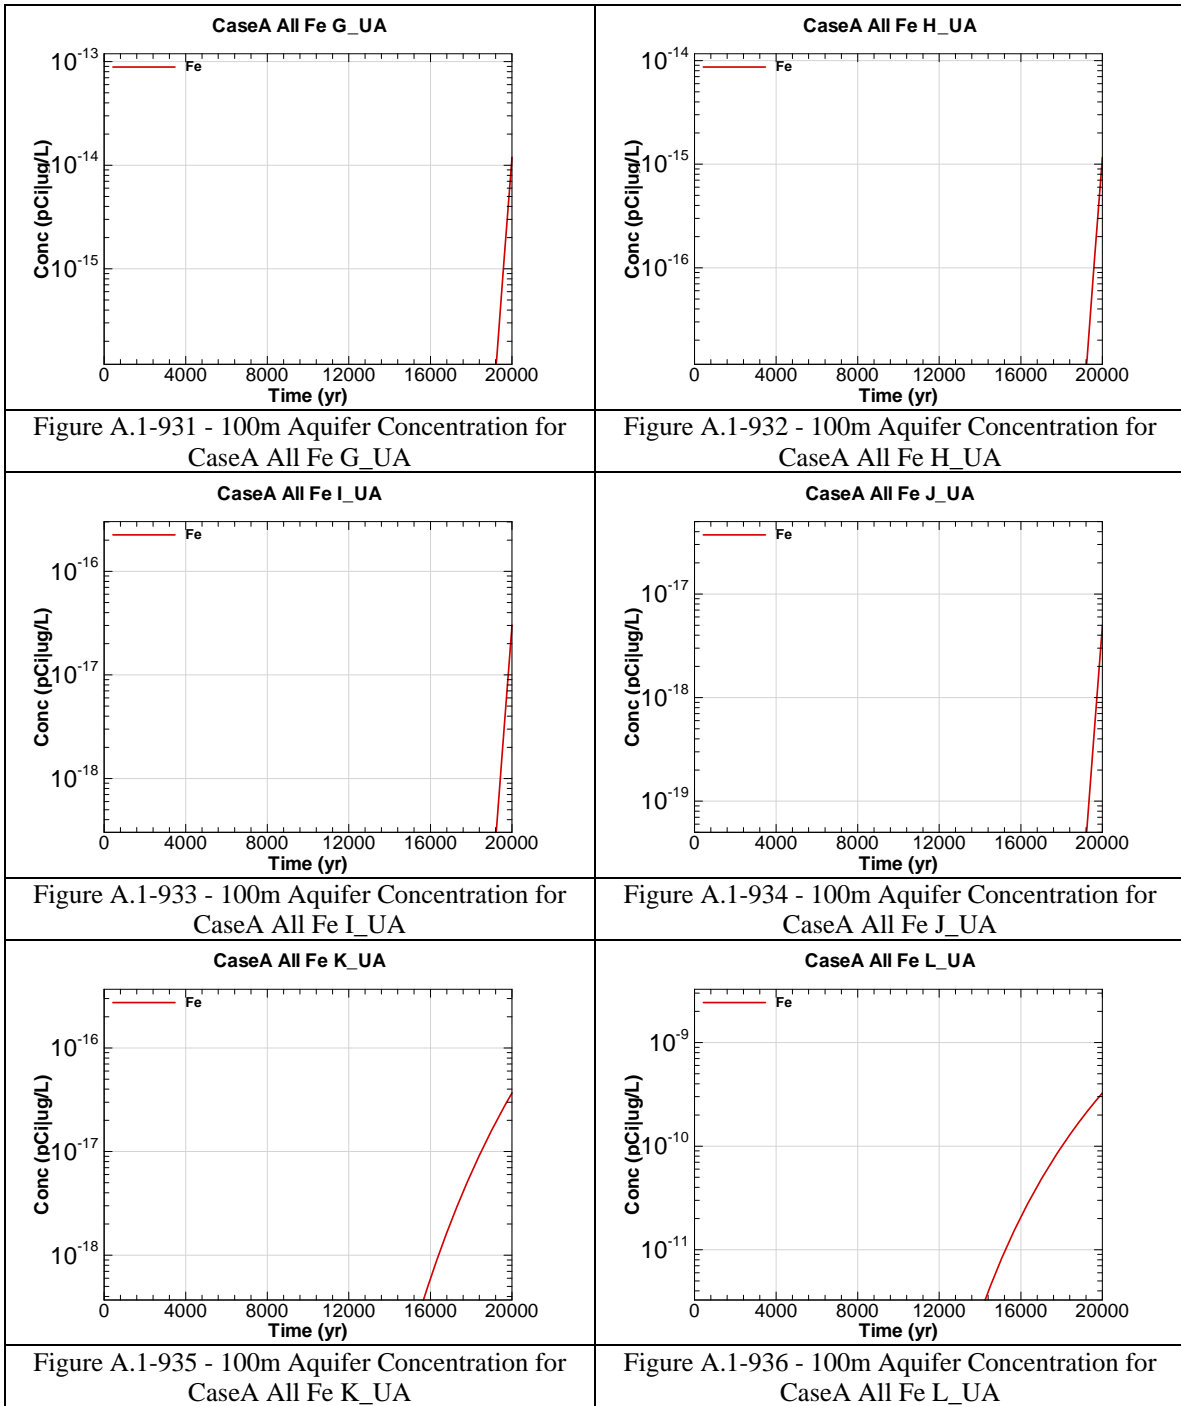 CaseA All Fe G_UA
Fe
10^-13
10^-14
10^-15
Conc (pCi|ug/L)
0 4000 8000 12000 16000 20000
Time (yr)
Figure A.1-931 - 100m Aquifer Concentration for
CaseA All Fe G_UA
CaseA All Fe H_UA
Fe
10^-14
10^-15
10^-16
Conc (pCi|ug/L)
0 4000 8000 12000 16000 20000
Time (yr)
Figure A.1-932 - 100m Aquifer Concentration for
CaseA All Fe H_UA
CaseA All Fe I_UA
Fe
10^-16
10^-17
10^-18
Conc (pCi|ug/L)
0 4000 8000 12000 16000 20000
Time (yr)
Figure A.1-933 - 100m Aquifer Concentration for
CaseA All Fe I_UA
CaseA All Fe J_UA
Fe
10^-17
10^-18
10^-19
Conc (pCi|ug/L)
0 4000 8000 12000 16000 20000
Time (yr)
Figure A.1-934 - 100m Aquifer Concentration for
CaseA All Fe J_UA
CaseA All Fe K_UA
Fe
10^-16
10^-17
10^-18
Conc (pCi|ug/L)
0 4000 8000 12000 16000 20000
Time (yr)
Figure A.1-935 - 100m Aquifer Concentration for
CaseA All Fe K_UA
CaseA All Fe L_UA
Fe
10^-9
10^-10
10^-11
Conc (pCi|ug/L)
0 4000 8000 12000 16000 20000
Time (yr)
Figure A.1-936 - 100m Aquifer Concentration for
CaseA All Fe L_UA